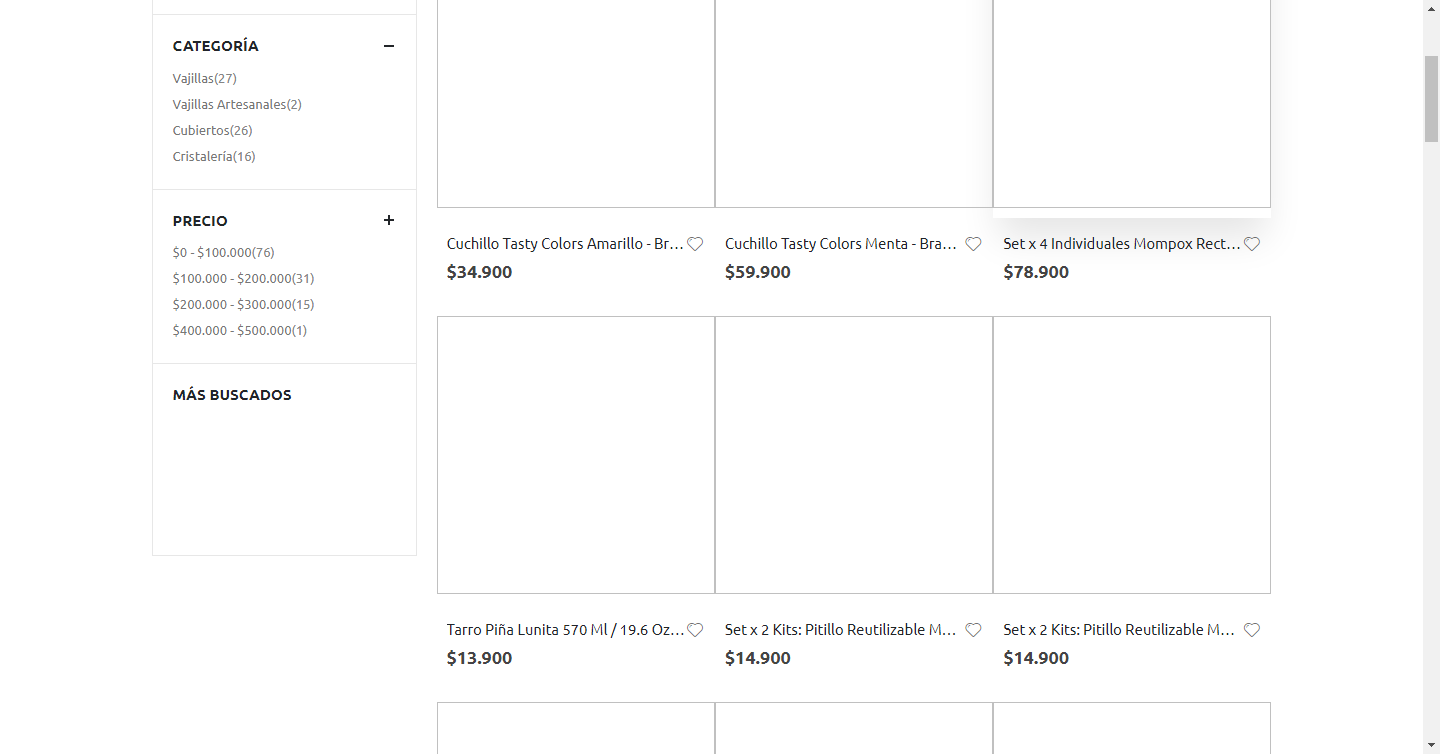 CATEGORÍA
Vajillas(27)
Vajillas Artesanales(2)
Cubiertos(26)
Cristalería(16)
PRECIO
$0 - $100.000(76)
$100.000 - $200.000(31)
$200.000 - $300.000(15)
$400.000 - $500.000(1)
MÁS BUSCADOS
Cuchillo Tasty Colors Amarillo - Br...
$34.900
Cuchillo Tasty Colors Menta - Bra...
$59.900
Set x 4 Individuales Mompox Rect...
$78.900
Tarro Piña Lunita 570 Ml / 19.6 Oz...
$13.900
Set x 2 Kits: Pitillo Reutilizable M...
$14.900
Set x 2 Kits: Pitillo Reutilizable M...
$14.900